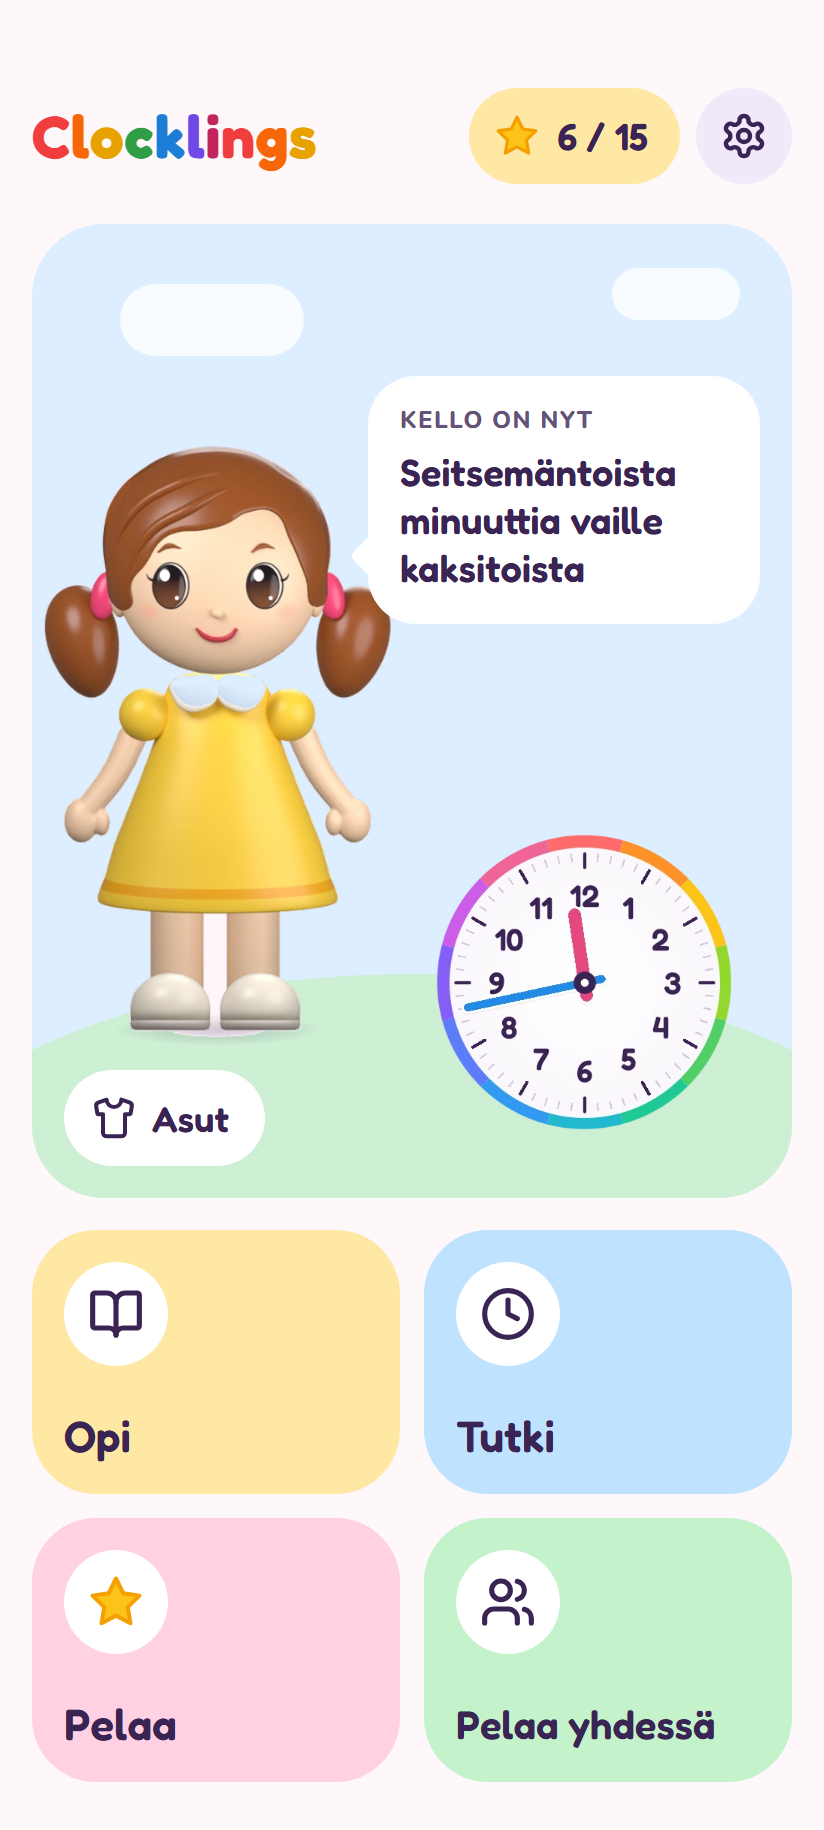 Clocklings
6 / 15
KELLO ON NYT
Seitsemäntoista
minuuttia vaille
kaksitoista
12
1
2
3
4
5
6
7
8
9
10
11
Asut
Opi
Tutki
Pelaa
Pelaa yhdessä